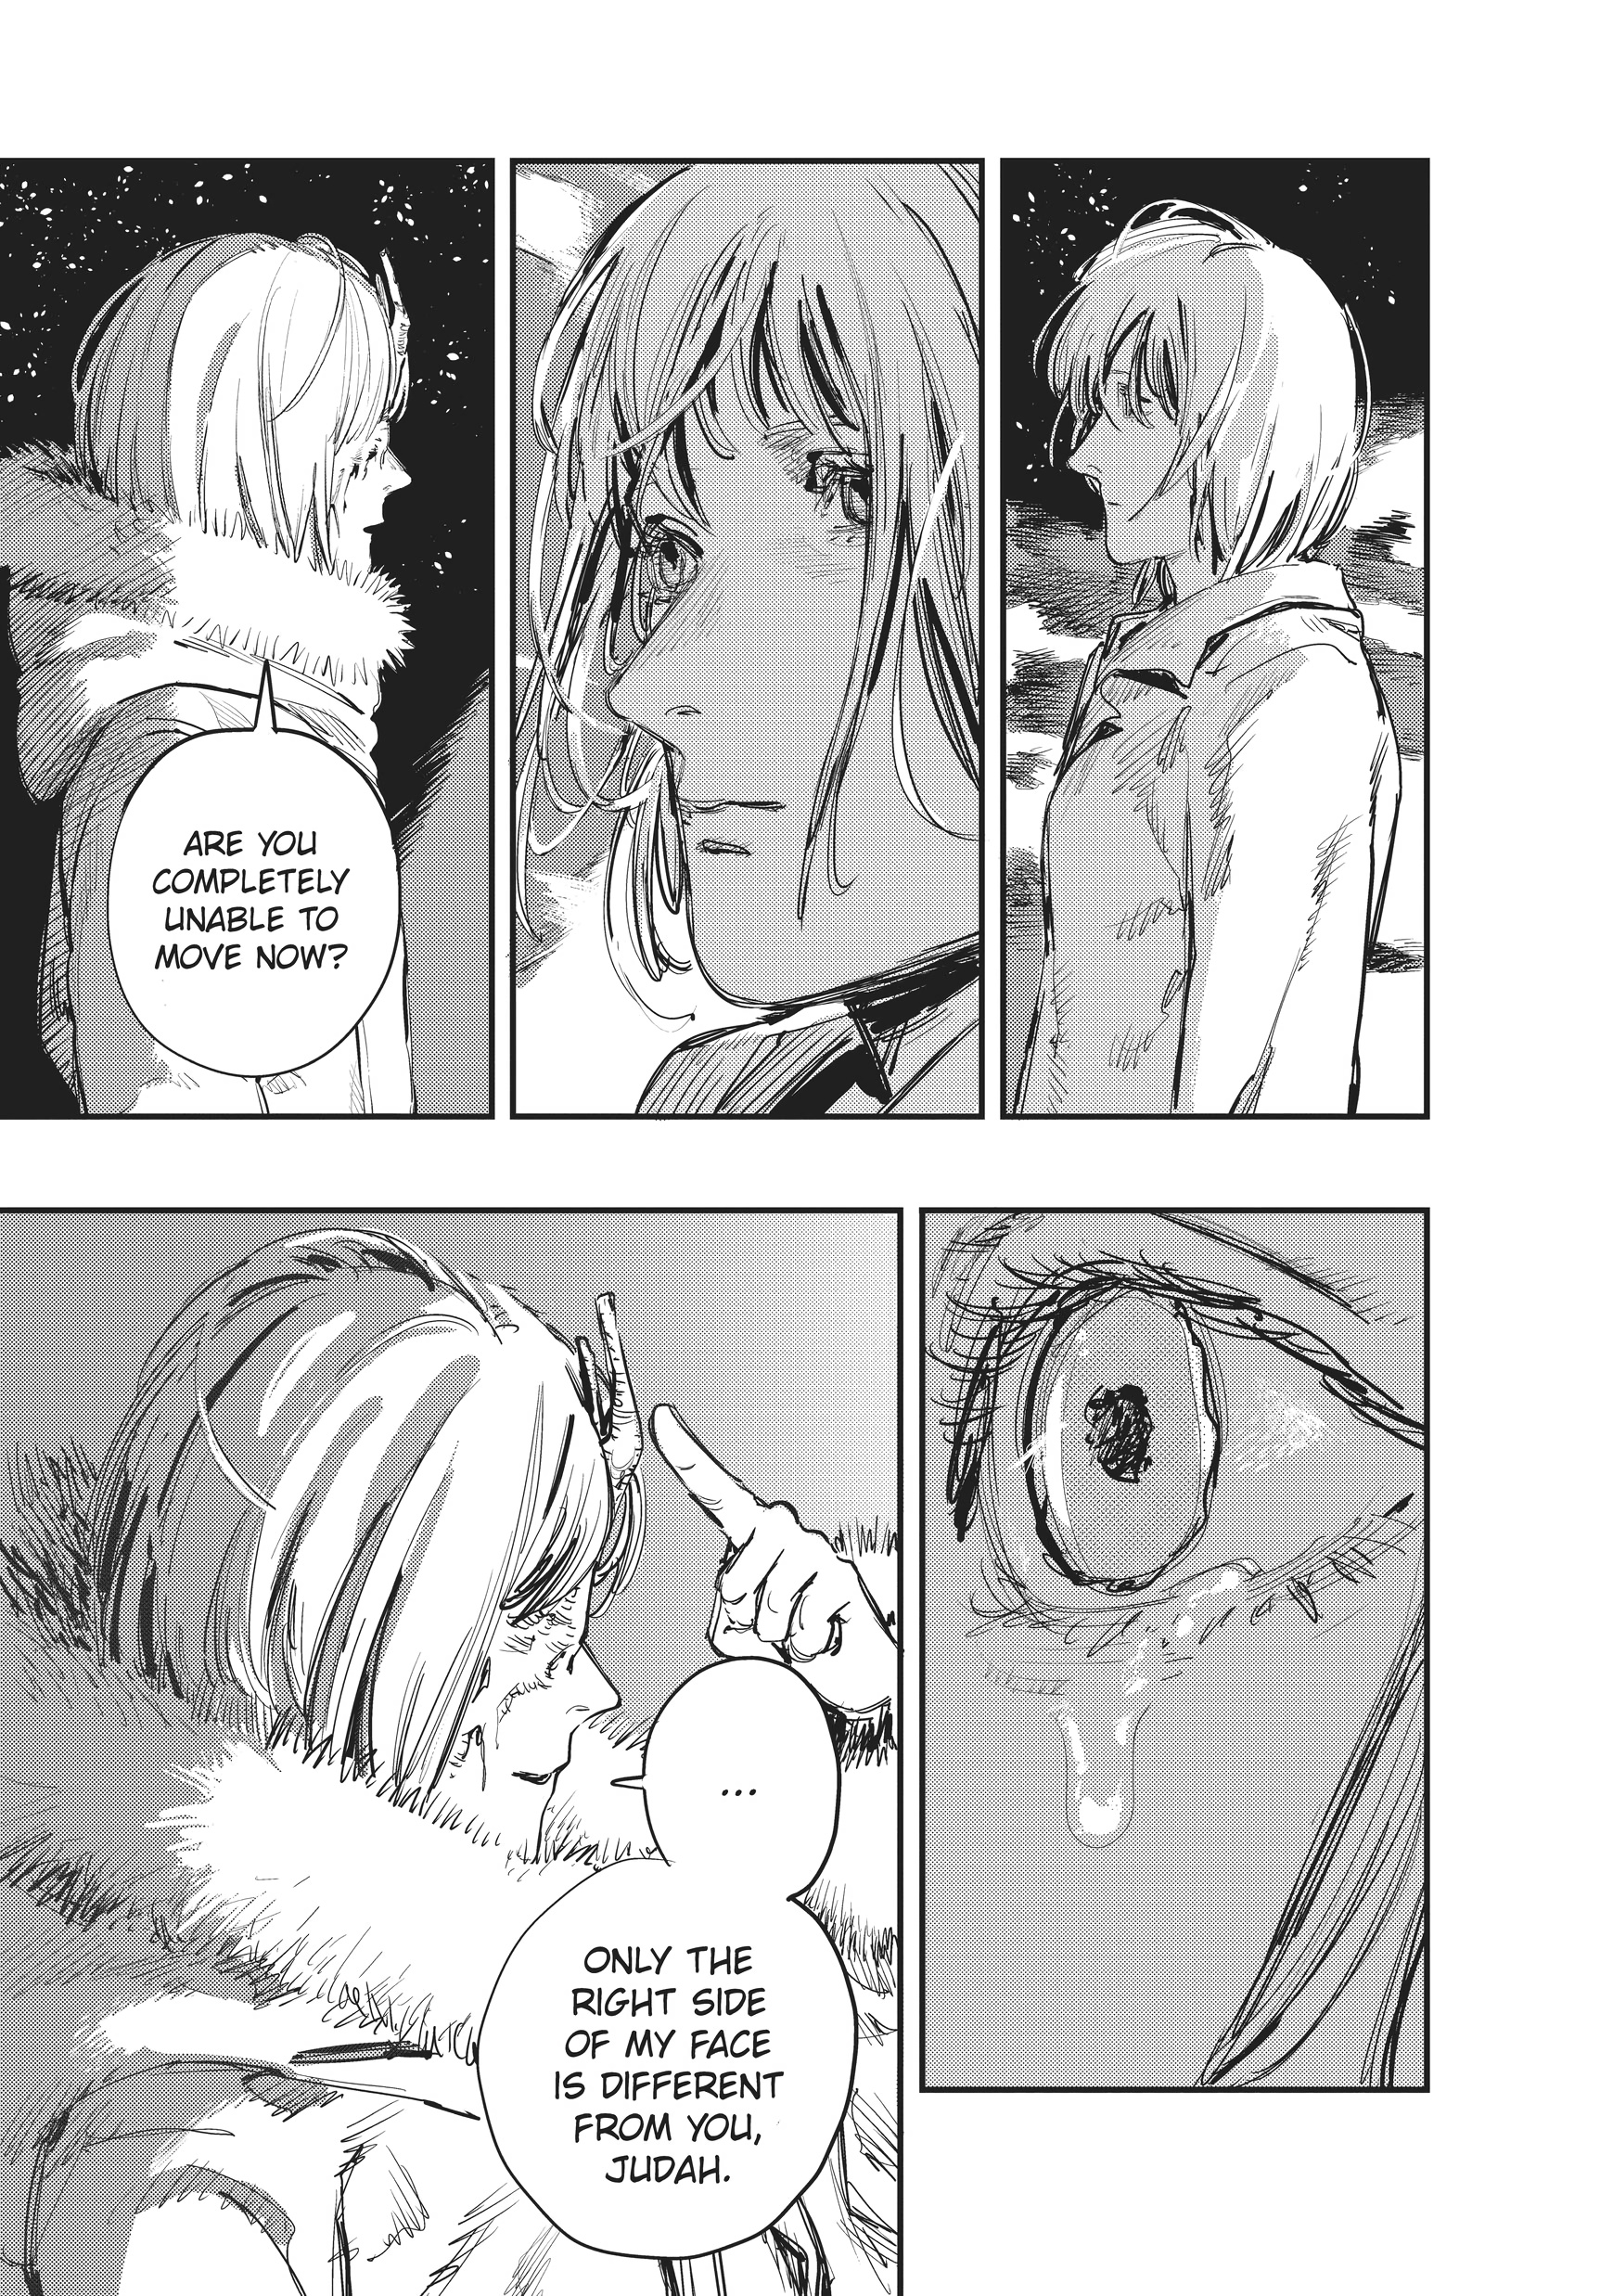 ARE YOU
COMPLETELY
UNABLE TO
MOVE NOW?
...
ONLY THE
RIGHT SIDE
OF MY FACE
IS DIFFERENT
FROM YOU,
JUDAH.